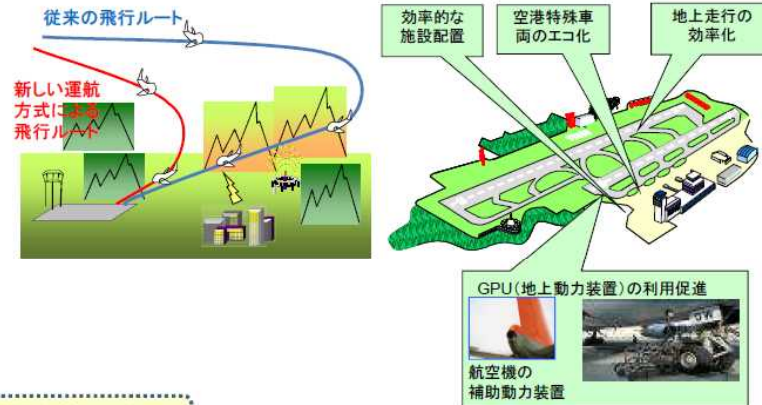 従来の飛行ルート
新しい運航
方式による
飛行ルート
効率的な
施設配置
空港特殊車
両のエコ化
地上走行の
効率化
GPU(地上動力装置)の利用促進
航空機の
補助動力装置